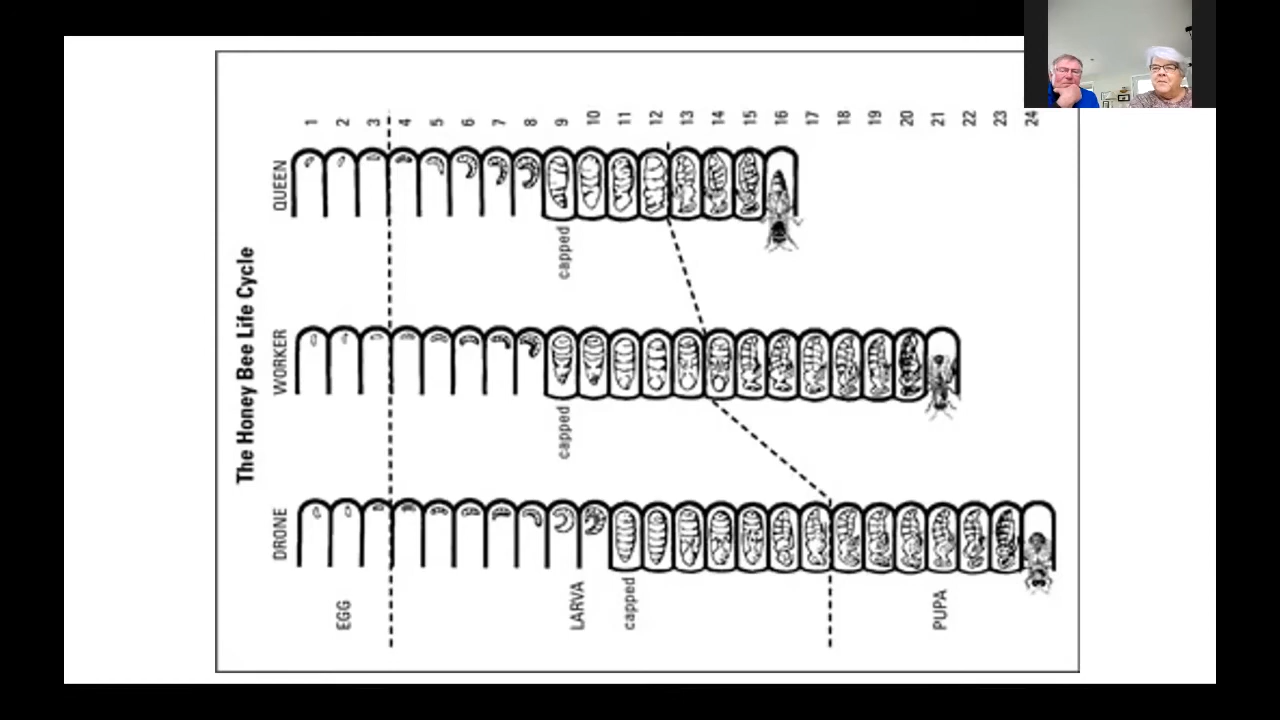 The Honey Bee Life Cycle
1 2 3 4 5 6 7 8 9 10 11 12 13 14 15 16 17 18 19 20 21 22 23 24
QUEEN
capped
WORKER
capped
DRONE
capped
EGG
LARVA
PUPA